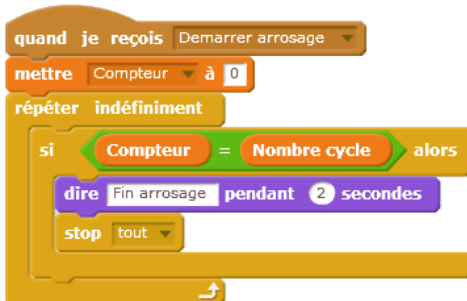 quand je reçois Demarrer arrosage
mettre Compteur à 0
répéter indéfiniment
si Compteur = Nombre cycle alors
dire Fin arrosage pendant 2 secondes
stop tout